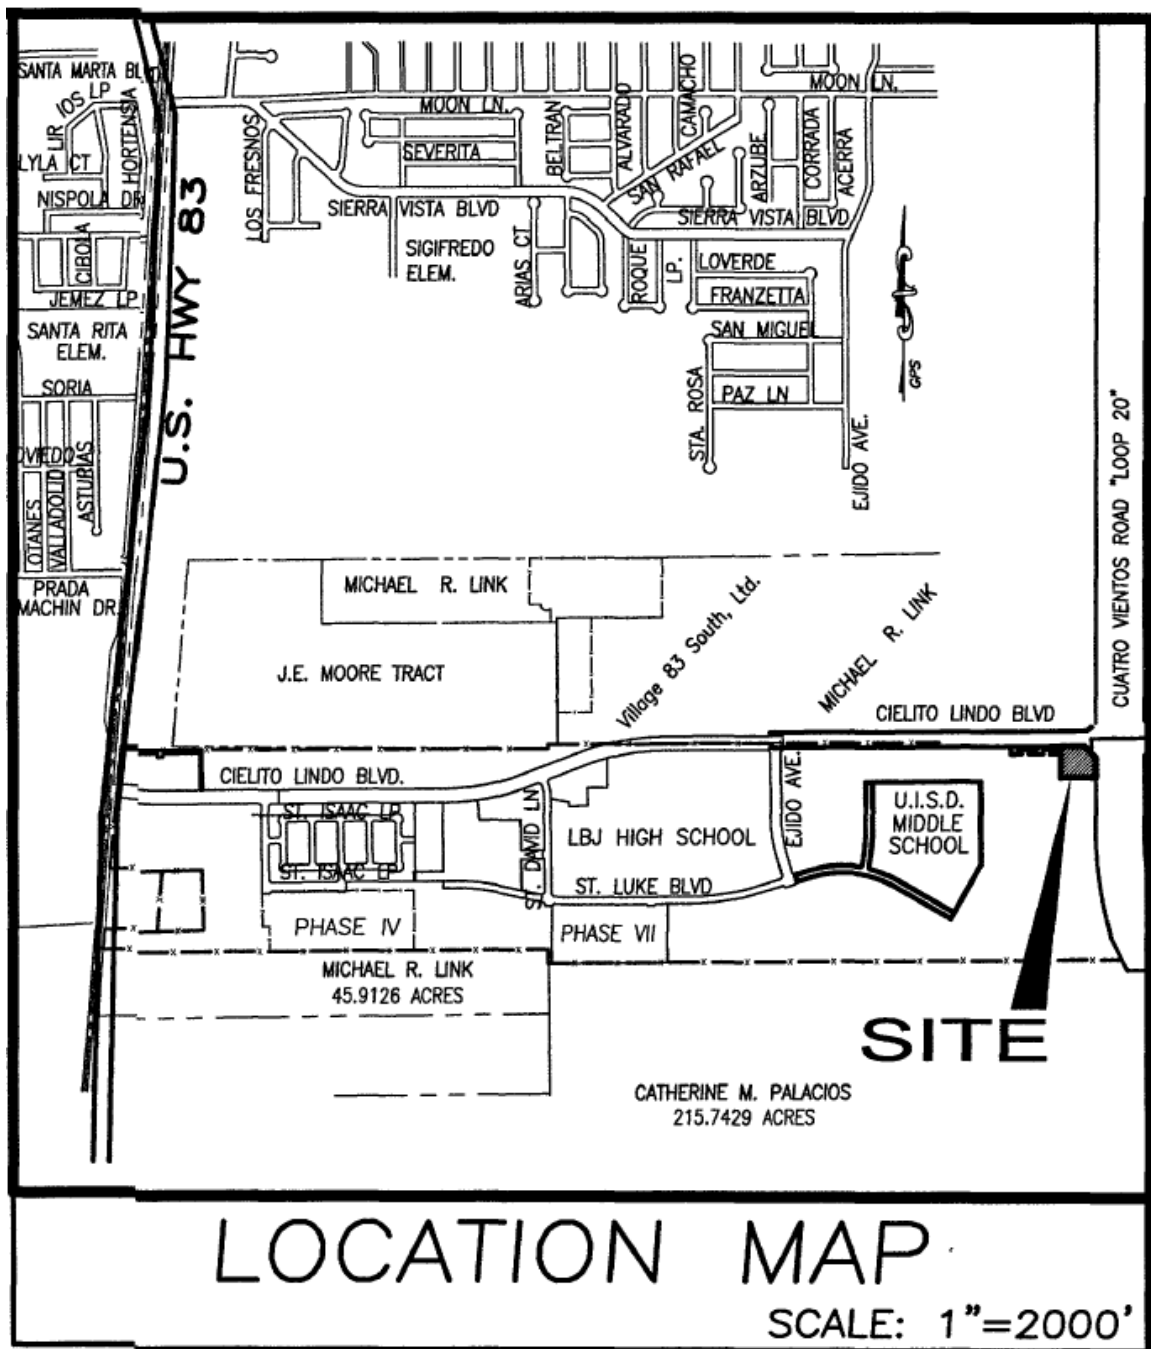 SANTA MARTA BL
MOON LN.
IOS LP
LIR
HORTENSIA
LYLA CT
NISPOLA DR
CIBOLA
JEMEZ LP
SANTA RITA
ELEM.
SORIA
OVIEDO
ASTURIAS
VALLADOLID
OTANES
PRADA
MACHIN DR.
U.S. HWY 83
LOS FRESNOS
MOON LN.
SEVERITA
BELTRAN
ALVARADO
CAMACHO
SAN RAFAEL
ARZUBE
CORRADA
ACERRA
SIERRA VISTA BLVD
SIERRA VISTA BLVD
SIGIFREDO
ELEM.
ARIAS CT
ROQUE
LP.
LOVERDE
FRANZETTA
SAN MIGUEL
PAZ LN
STA. ROSA
EJIDO AVE.
GPS
CUATRO VIENTOS ROAD "LOOP 20"
MICHAEL R. LINK
J.E. MOORE TRACT
Village 83 South, Ltd.
MICHAEL R. LINK
CIELITO LINDO BLVD
CIELITO LINDO BLVD.
ST. ISAAC LP
ST. ISAAC LP
ST. DAVID LN
LBJ HIGH SCHOOL
EJIDO AVE.
U.I.S.D.
MIDDLE
SCHOOL
ST. LUKE BLVD
PHASE IV
PHASE VII
MICHAEL R. LINK
45.9126 ACRES
SITE
CATHERINE M. PALACIOS
215.7429 ACRES
LOCATION MAP
SCALE: 1"=2000'